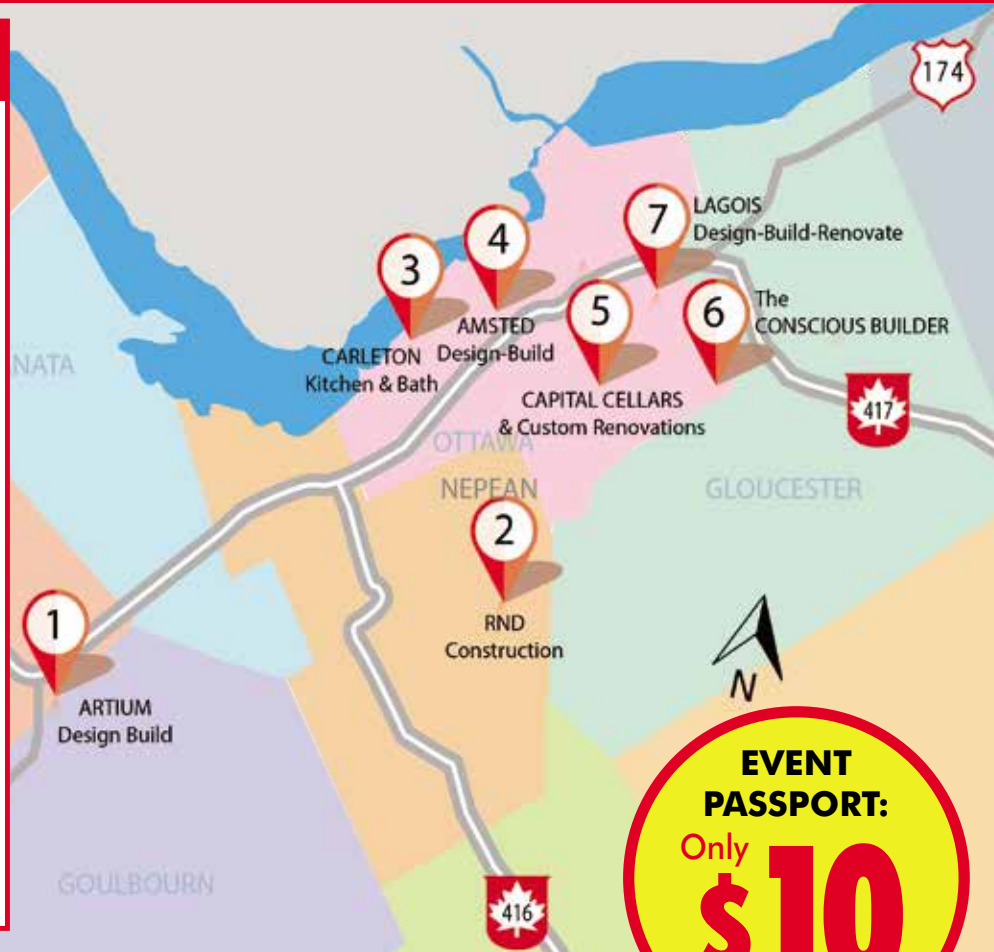 174
7
LAGOIS
Design-Build-Renovate
4
3
The
CONSCIOUS BUILDER
6
5
AMSTED
Design-Build
CARLETON
Kitchen & Bath
NATA
CAPITAL CELLARS
& Custom Renovations
417
OTTAWA
NEPEAN
GLOUCESTER
2
RND
Construction
1
ARTIUM
Design Build
N
EVENT
PASSPORT:
Only
$10
GOULBOURN
416